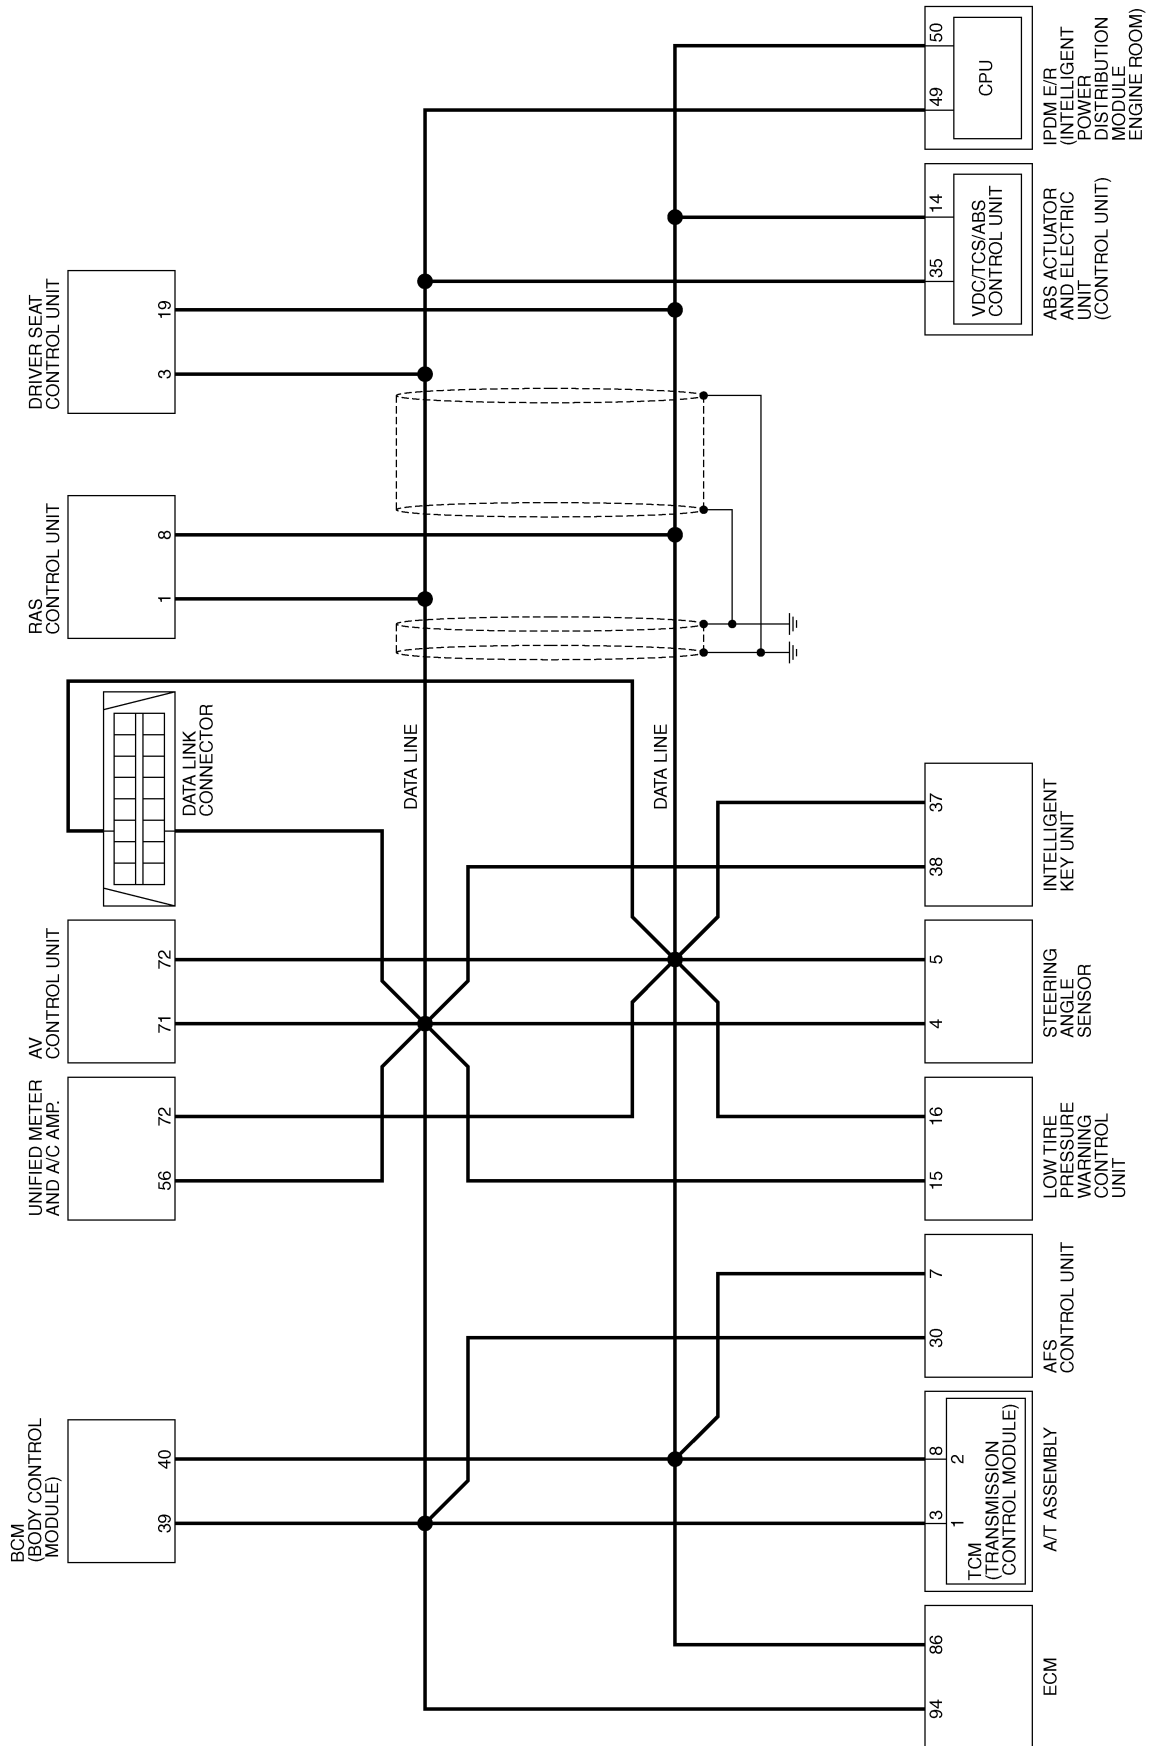 BCM
(BODY CONTROL
MODULE)
39
40
UNIFIED METER
AND A/C AMP.
56
72
AV
CONTROL UNIT
71
72
DATA LINK
CONNECTOR
RAS
CONTROL UNIT
1
8
DRIVER SEAT
CONTROL UNIT
3
19
DATA LINE
DATA LINE
94
86
ECM
3
8
1
2
TCM
(TRANSMISSION
CONTROL MODULE)
A/T ASSEMBLY
30
7
AFS
CONTROL UNIT
15
16
LOW TIRE
PRESSURE
WARNING
CONTROL
UNIT
4
5
STEERING
ANGLE
SENSOR
38
37
INTELLIGENT
KEY UNIT
35
14
VDC/TCS/ABS
CONTROL UNIT
ABS ACTUATOR
AND ELECTRIC
UNIT
(CONTROL UNIT)
49
50
CPU
IPDM E/R
(INTELLIGENT
POWER
DISTRIBUTION
MODULE
ENGINE ROOM)